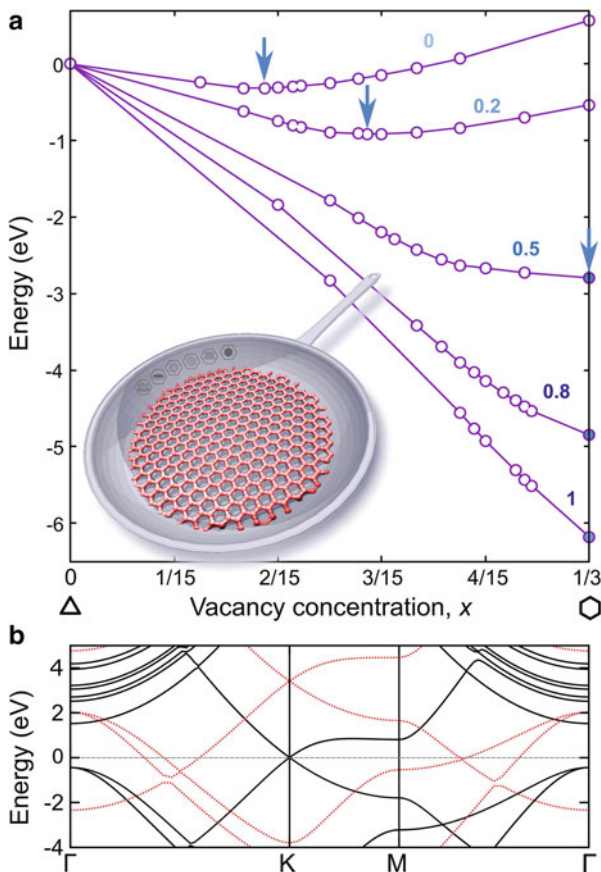 a
0
0.2
0.5
0.8
1
0
-1
-2
-3
-4
-5
-6
Energy (eV)
0 1/15 2/15 3/15 4/15 1/3
Vacancy concentration, x
b
4
2
0
-2
-4
Energy (eV)
Γ K M Γ